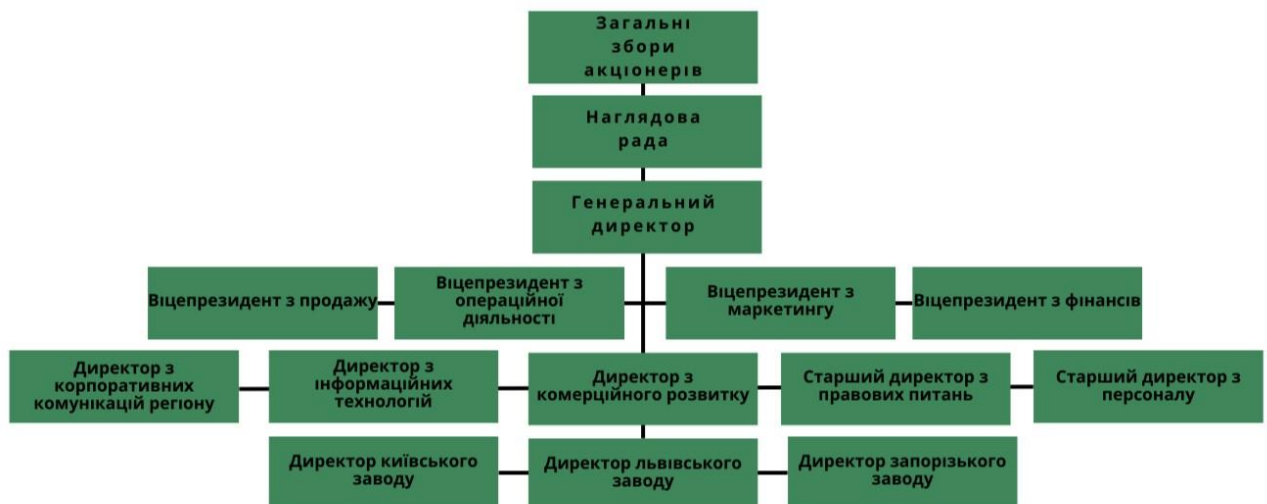 Загальні
збори
акціонерів
Наглядова
рада
Генеральний
директор
Віцепрезидент з продажу
Віцепрезидент з
операційної
діяльності
Віцепрезидент з
маркетингу
Віцепрезидент з фінансів
Директор з
корпоративних
комунікацій регіону
Директор з
інформаційних
технологій
Директор з
комерційного розвитку
Старший директор з
правових питань
Старший директор з
персоналу
Директор київського
заводу
Директор львівського
заводу
Директор запорізького
заводу